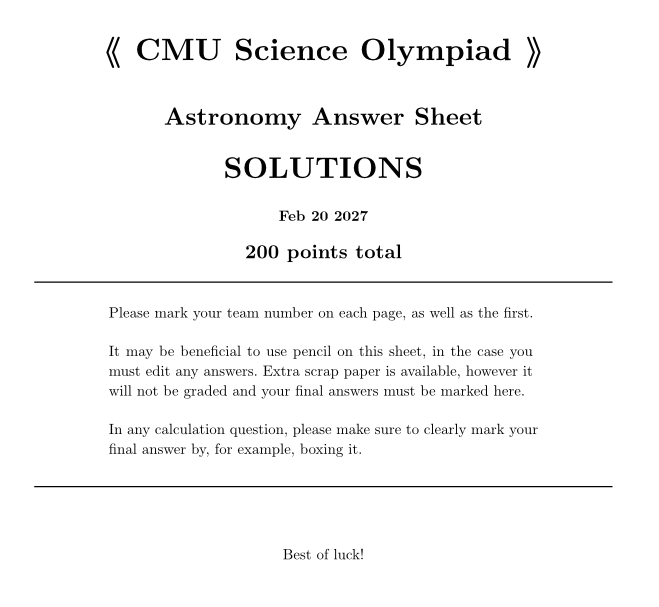 ⟪ CMU Science Olympiad ⟫
Astronomy Answer Sheet
SOLUTIONS
Feb 20 2027
200 points total
Please mark your team number on each page, as well as the first.
It may be beneficial to use pencil on this sheet, in the case you
must edit any answers. Extra scrap paper is available, however it
will not be graded and your final answers must be marked here.
In any calculation question, please make sure to clearly mark your
final answer by, for example, boxing it.
Best of luck!